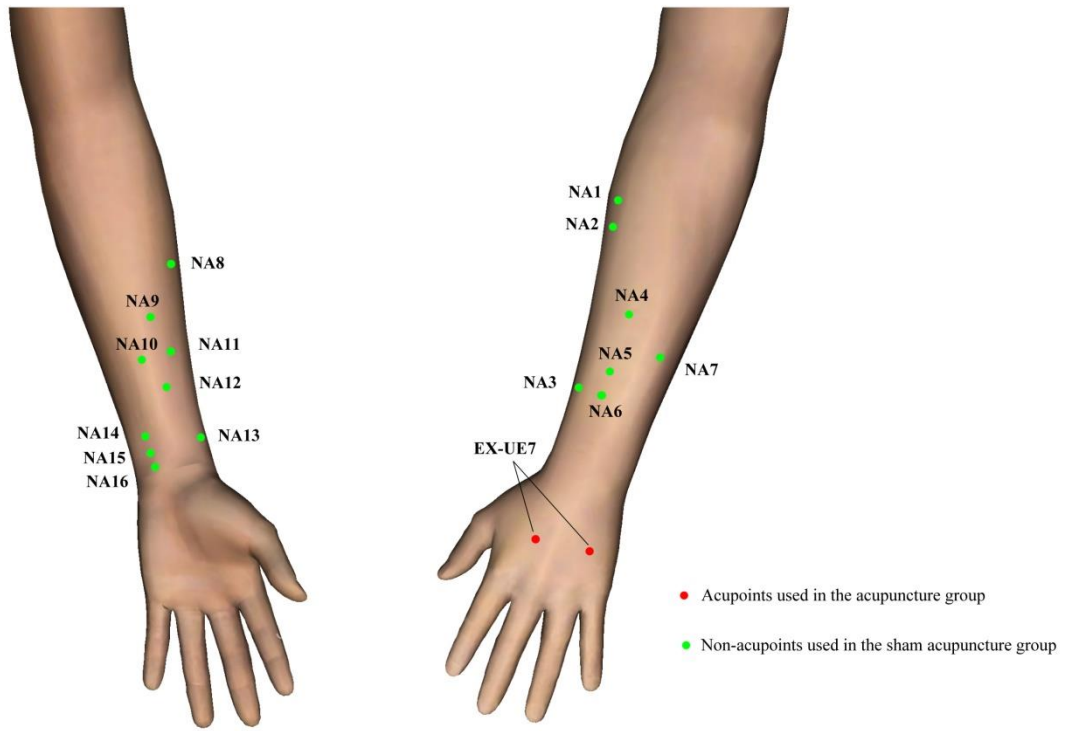 NA1
NA2
NA8
NA9
NA4
NA10
NA11
NA5
NA7
NA12
NA3
NA6
NA14
NA13
NA15
EX-UE7
NA16
Acupoints used in the acupuncture group
Non-acupoints used in the sham acupuncture group